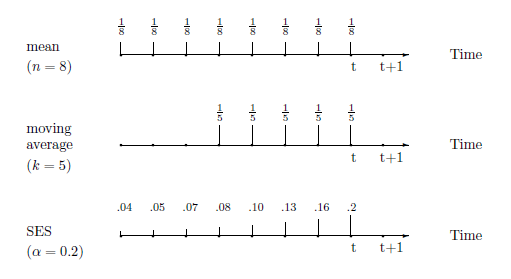 1/8 1/8 1/8 1/8 1/8 1/8 1/8 1/8
mean
(n = 8)
Time
t t+1
1/5 1/5 1/5 1/5 1/5
moving
average
(k = 5)
Time
t t+1
.04 .05 .07 .08 .10 .13 .16 .2
SES
(α = 0.2)
Time
t t+1